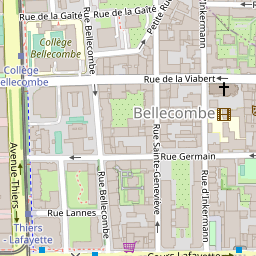 Rue de la Gaîté
Rue de la Gaîté
Petite Rue
d'Inkermann
Rue Bellecombe
Collège
Bellecombe
Collège
Bellecombe
Rue de la Viabert
Bellecombe
Avenue Thiers
Rue Germain
Rue Sainte-Geneviève
Rue d'Inkermann
Rue Bellecombe
Rue Lannes
Thiers
- Lafayette
Cours Lafayette